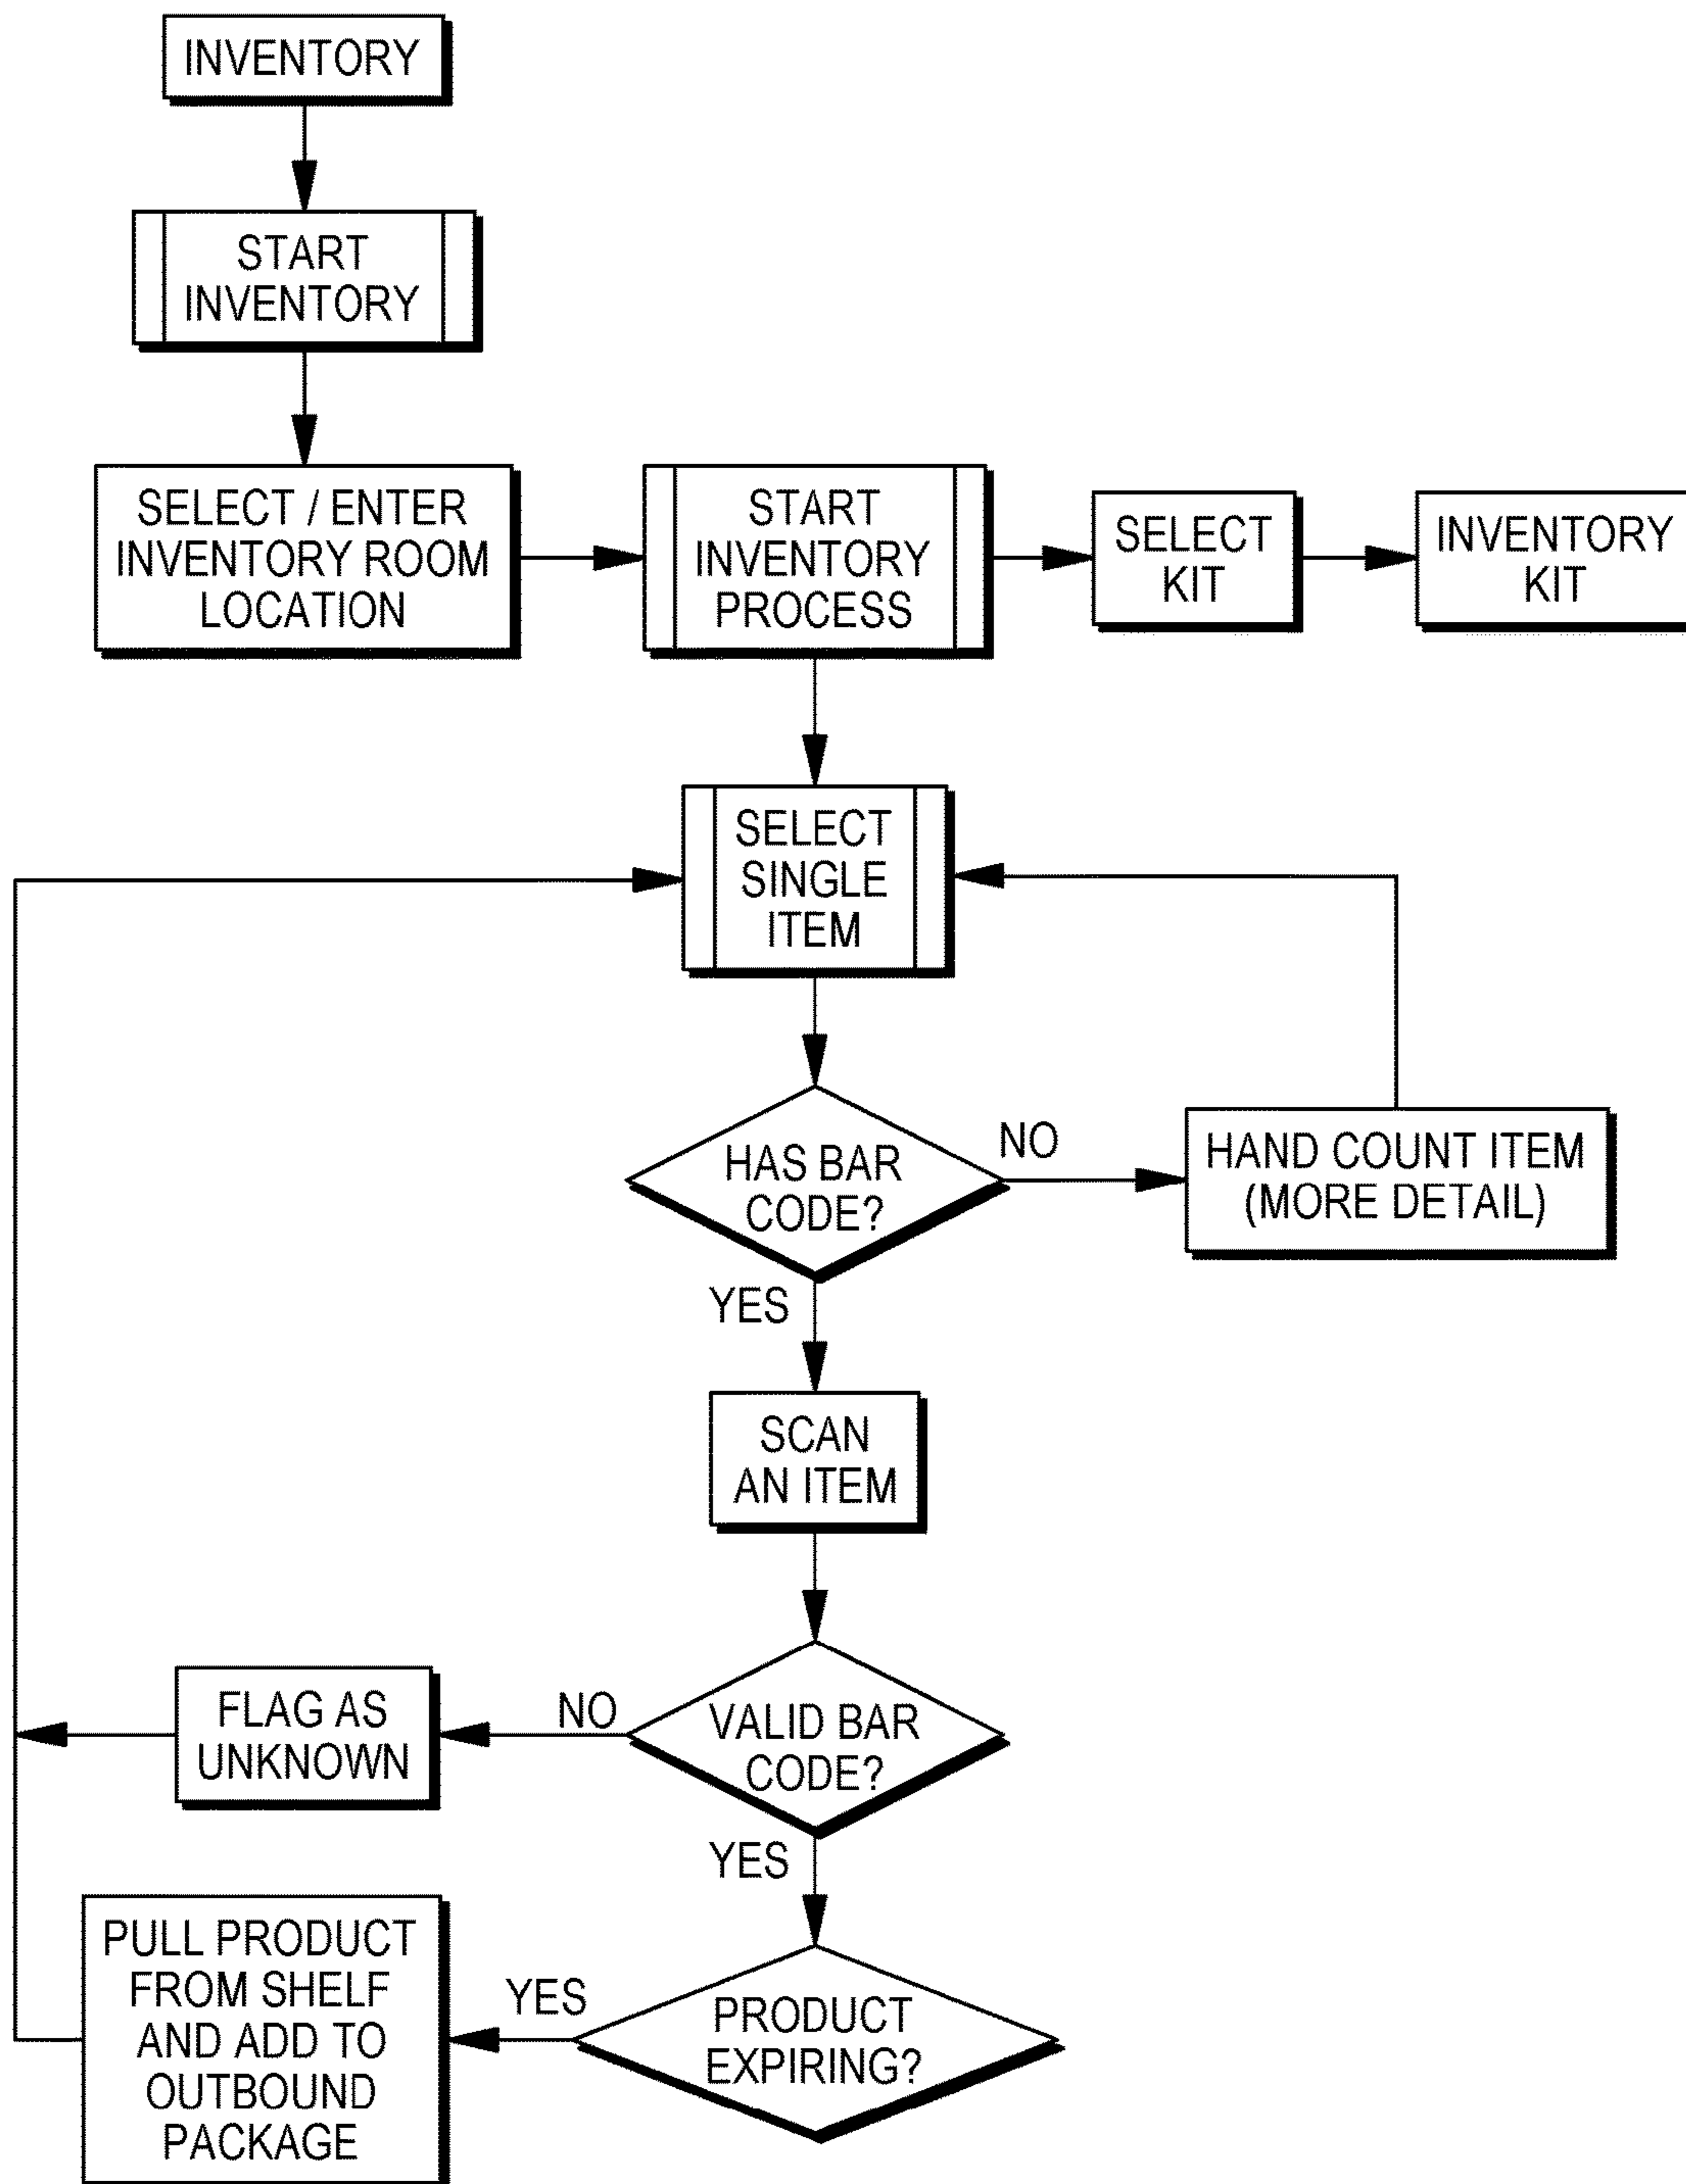 INVENTORY
START
INVENTORY
SELECT / ENTER
INVENTORY ROOM
LOCATION
START
INVENTORY
PROCESS
SELECT
KIT
INVENTORY
KIT
SELECT
SINGLE
ITEM
HAS BAR
CODE?
NO
HAND COUNT ITEM
(MORE DETAIL)
YES
SCAN
AN ITEM
VALID BAR
CODE?
NO
FLAG AS
UNKNOWN
YES
PRODUCT
EXPIRING?
YES
PULL PRODUCT
FROM SHELF
AND ADD TO
OUTBOUND
PACKAGE